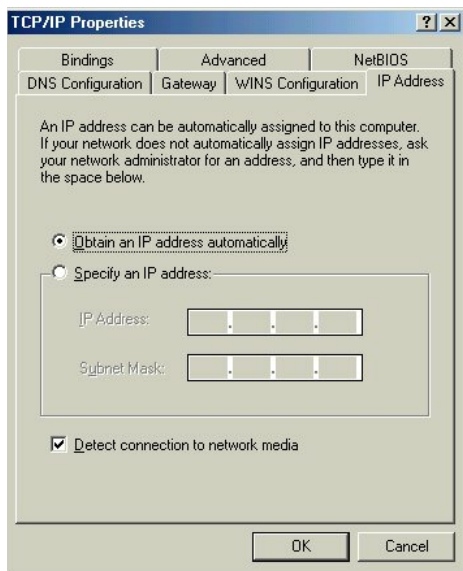 TCP/IP Properties
Bindings Advanced NetBIOS
DNS Configuration Gateway WINS Configuration IP Address
An IP address can be automatically assigned to this computer.
If your network does not automatically assign IP addresses, ask
your network administrator for an address, and then type it in
the space below.
Obtain an IP address automatically
Specify an IP address:
IP Address:
Subnet Mask:
Detect connection to network media
OK Cancel